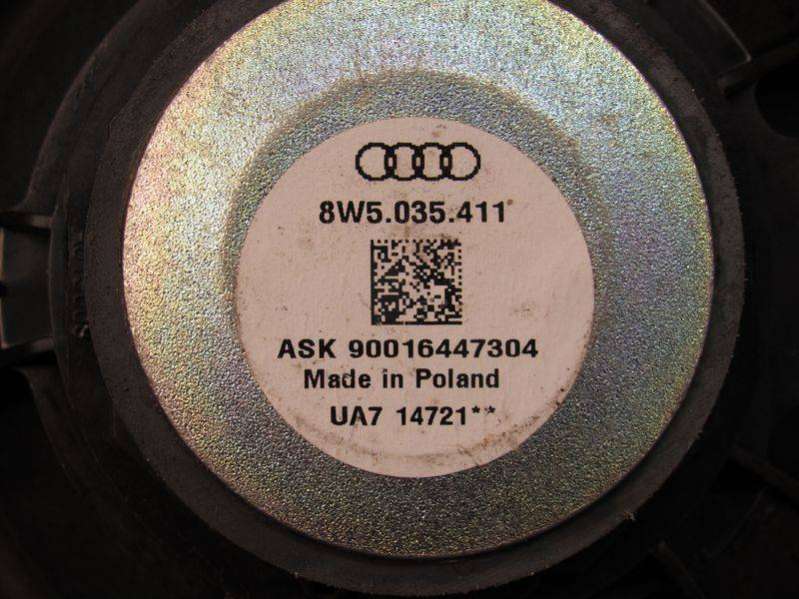 8W5.035.411
ASK 90016447304
Made in Poland
UA7 14721**